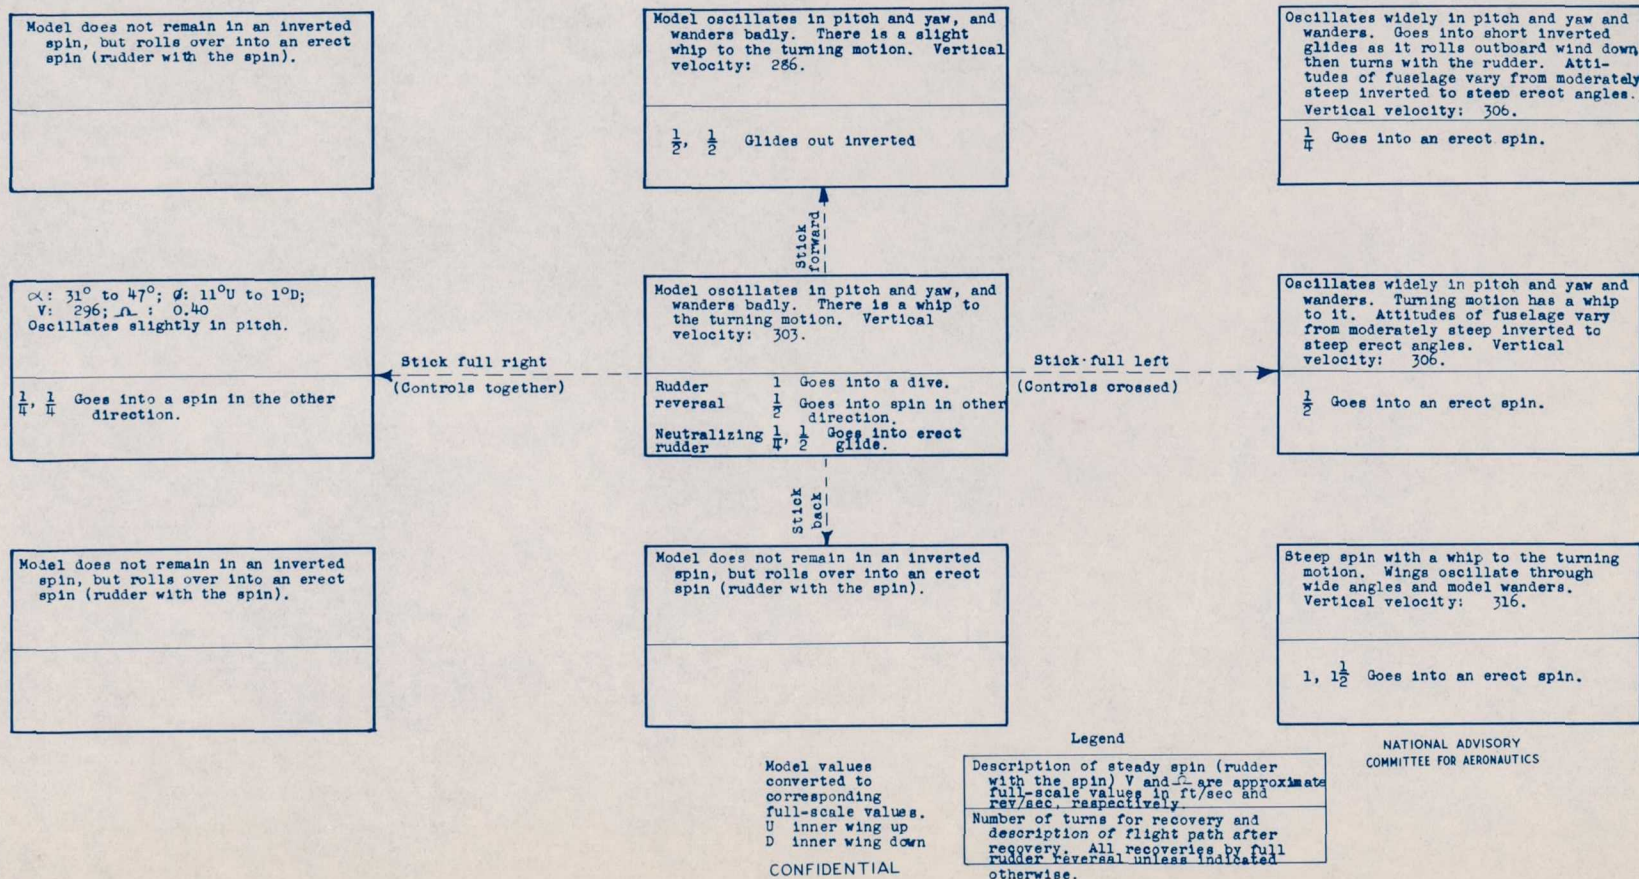 Model does not remain in an inverted
spin, but rolls over into an erect
spin (rudder with the spin).
Model oscillates in pitch and yaw, and
wanders badly. There is a slight
whip to the turning motion. Vertical
velocity: 286.
1/2, 1/2 Glides out inverted
Oscillates widely in pitch and yaw and
wanders. Goes into short inverted
glides as it rolls outboard wind down,
then turns with the rudder. Atti-
tudes of fuselage vary from moderately
steep inverted to steep erect angles.
Vertical velocity: 306.
1/4 Goes into an erect spin.
Stick
forward
α: 31° to 47°; ø: 11°U to 1°D;
V: 296; Ω: 0.40
Oscillates slightly in pitch.
1/4, 1/4 Goes into a spin in the other
direction.
Stick full right
(Controls together)
Model oscillates in pitch and yaw, and
wanders badly. There is a whip to
the turning motion. Vertical
velocity: 303.
Rudder 1 Goes into a dive.
reversal 1/2 Goes into spin in other
direction.
Neutralizing 1/4, 1/2 Goes into erect
rudder glide.
Stick full left
(Controls crossed)
Oscillates widely in pitch and yaw and
wanders. Turning motion has a whip
to it. Attitudes of fuselage vary
from moderately steep inverted to
steep erect angles. Vertical
velocity: 306.
1/2 Goes into an erect spin.
Stick
back
Model does not remain in an inverted
spin, but rolls over into an erect
spin (rudder with the spin).
Model does not remain in an inverted
spin, but rolls over into an erect
spin (rudder with the spin).
Steep spin with a whip to the turning
motion. Wings oscillate through
wide angles and model wanders.
Vertical velocity: 316.
1, 1 1/2 Goes into an erect spin.
Model values
converted to
corresponding
full-scale values.
U inner wing up
D inner wing down
CONFIDENTIAL
Legend
Description of steady spin (rudder
with the spin) V and Ω are approximate
full-scale values in ft/sec and
rev/sec, respectively.
Number of turns for recovery and
description of flight path after
recovery. All recoveries by full
rudder reversal unless indicated
otherwise.
NATIONAL ADVISORY
COMMITTEE FOR AERONAUTICS